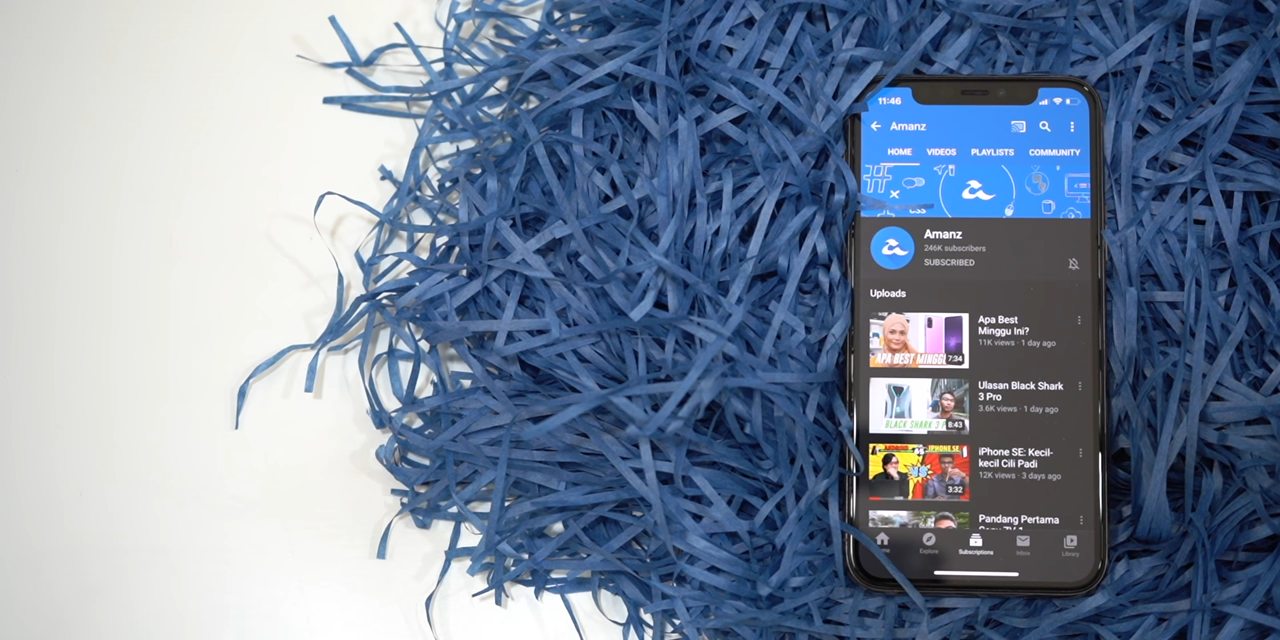 11:46
Amanz
HOME VIDEOS PLAYLISTS COMMUNITY
CSS
Amanz
246K subscribers
SUBSCRIBED
Uploads
APA BEST MINGGU
7:34
Apa Best
Minggu Ini?
11K views · 1 day ago
BLACK SHARK 3
8:43
Ulasan Black Shark
3 Pro
3.6K views · 1 day ago
IPHONE SE
VS
3:32
iPhone SE: Kecil-
kecil Cili Padi
12K views · 3 days ago
Pandang Pertama
Explore Subscriptions Inbox Library